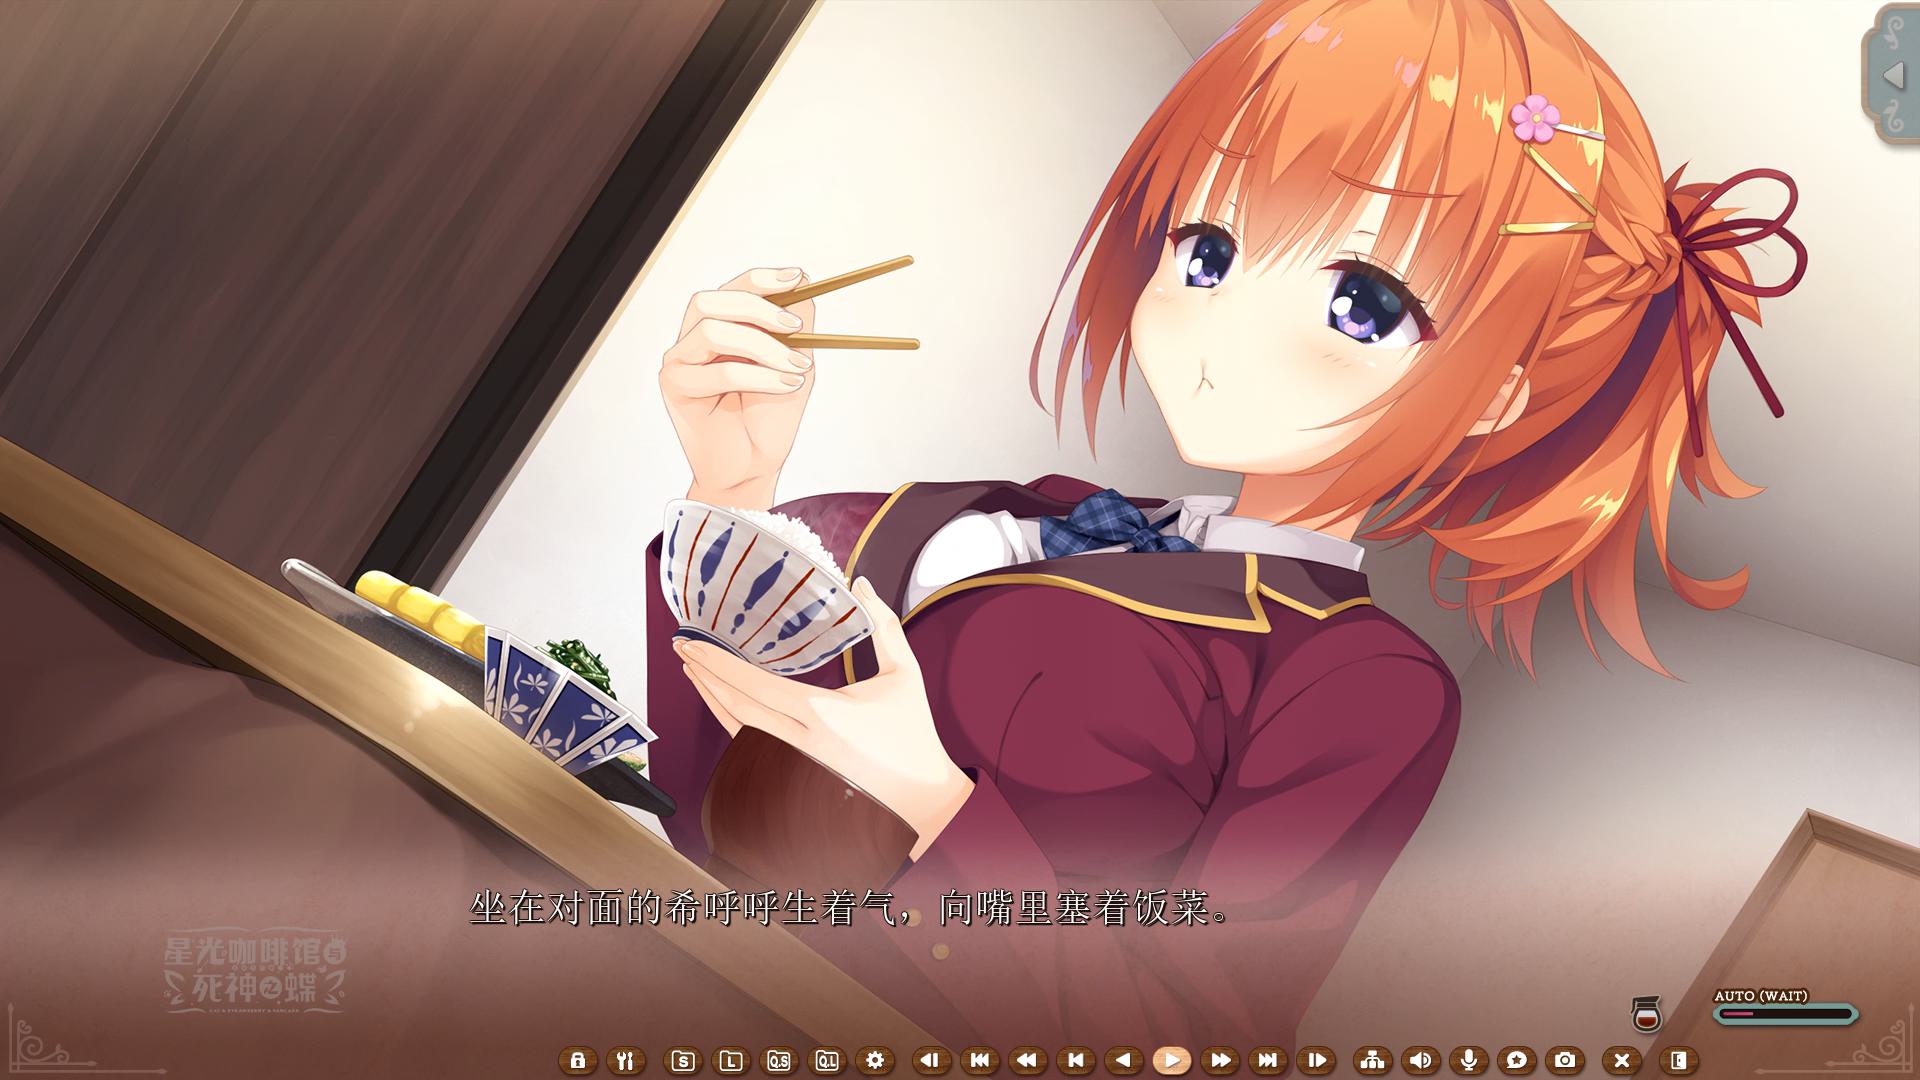 坐在对面的希呼呼生着气，向嘴里塞着饭菜。
星光咖啡馆与
死神之蝶
AUTO (WAIT)
S
L
Q.S
Q.L